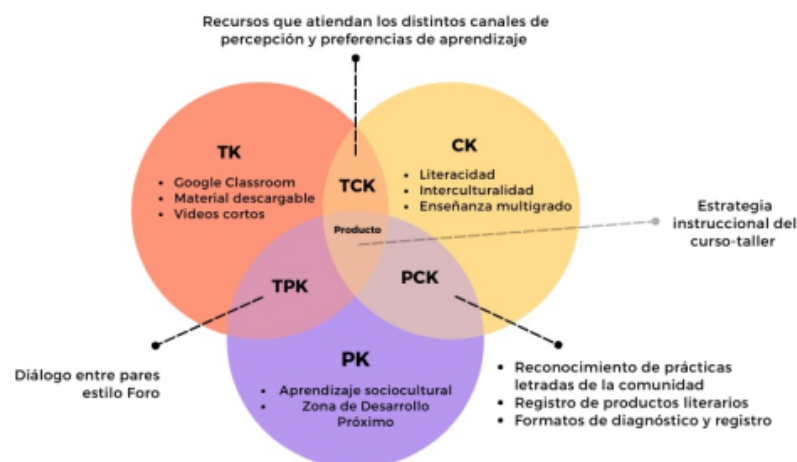 Recursos que atiendan los distintos canales de
percepción y preferencias de aprendizaje
TK
• Google Classroom
• Material descargable
• Videos cortos
TCK
CK
• Literacidad
• Interculturalidad
• Enseñanza multigrado
Producto
Estrategia
instruccional del
curso-taller
TPK
PCK
Diálogo entre pares
estilo Foro
PK
• Aprendizaje sociocultural
• Zona de Desarrollo
Próximo
• Reconocimiento de prácticas
letradas de la comunidad
• Registro de productos literarios
• Formatos de diagnóstico y registro